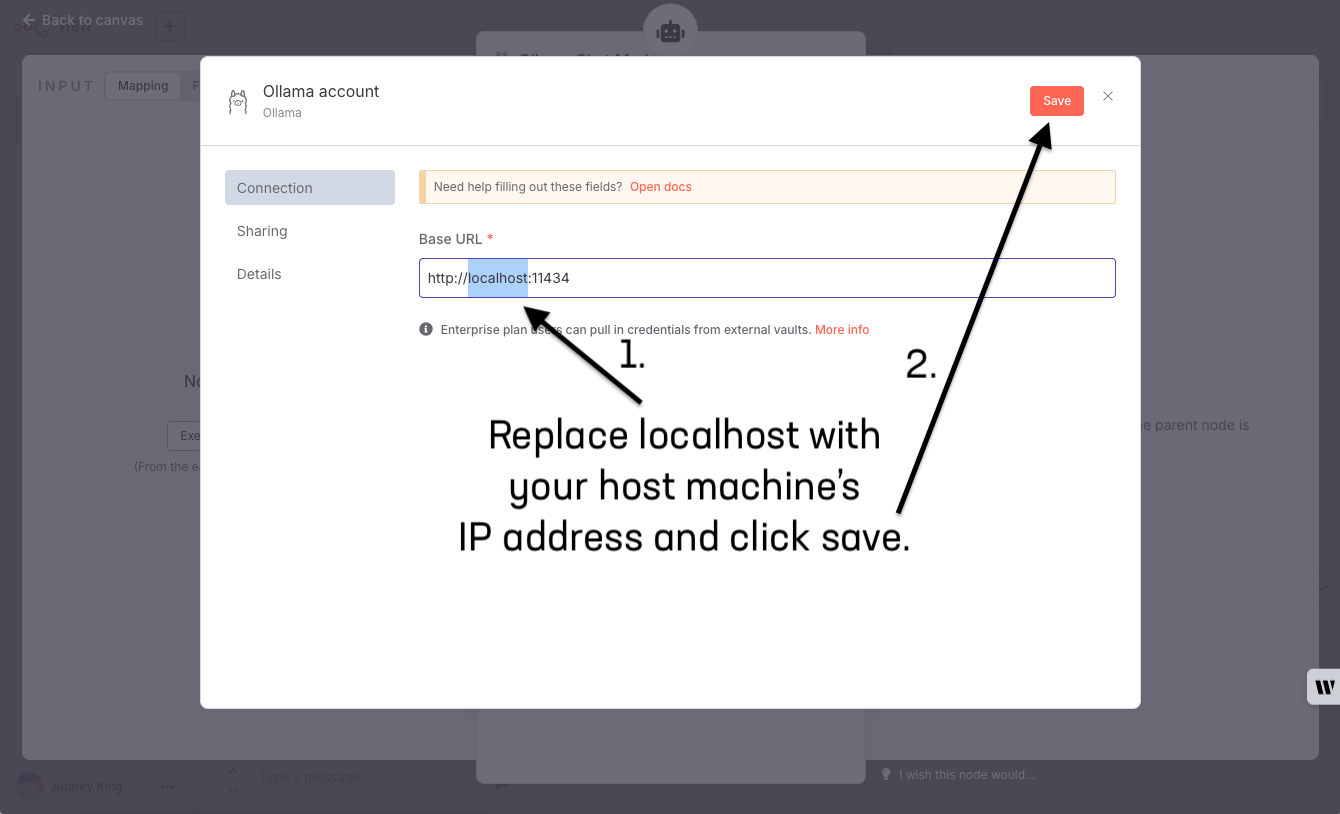 Back to canvas
n8n
INPUT
Mapping
Ollama account
Ollama
Save
Connection
Sharing
Details
Need help filling out these fields? Open docs
Base URL *
http://localhost:11434
Enterprise plan users can pull in credentials from external vaults. More info
1.
2.
Replace localhost with
your host machine's
IP address and click save.
(From the
parent node is
Aubrey King
Type a message
I wish this node would...
W